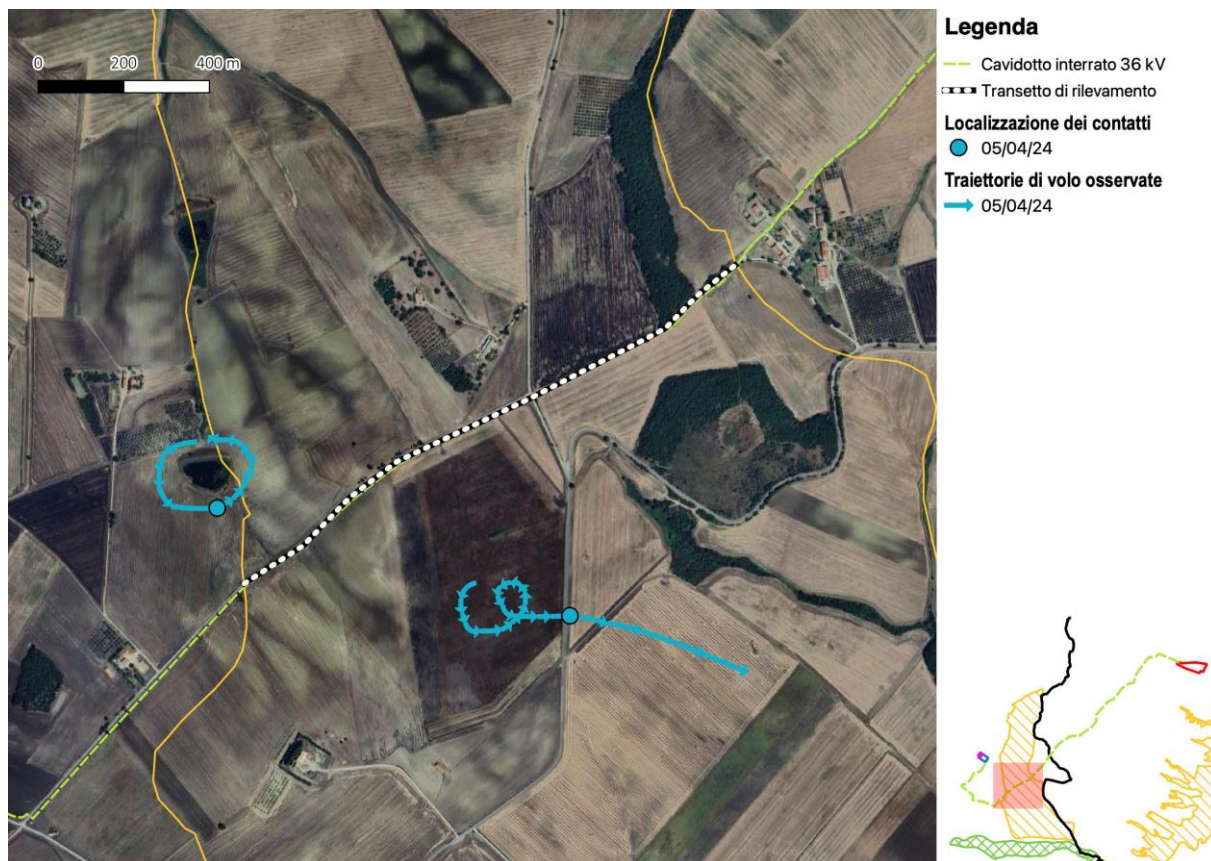 0 200 400 m
Legenda
Cavidotto interrato 36 kV
Transetto di rilevamento
Localizzazione dei contatti
05/04/24
Traiettorie di volo osservate
05/04/24